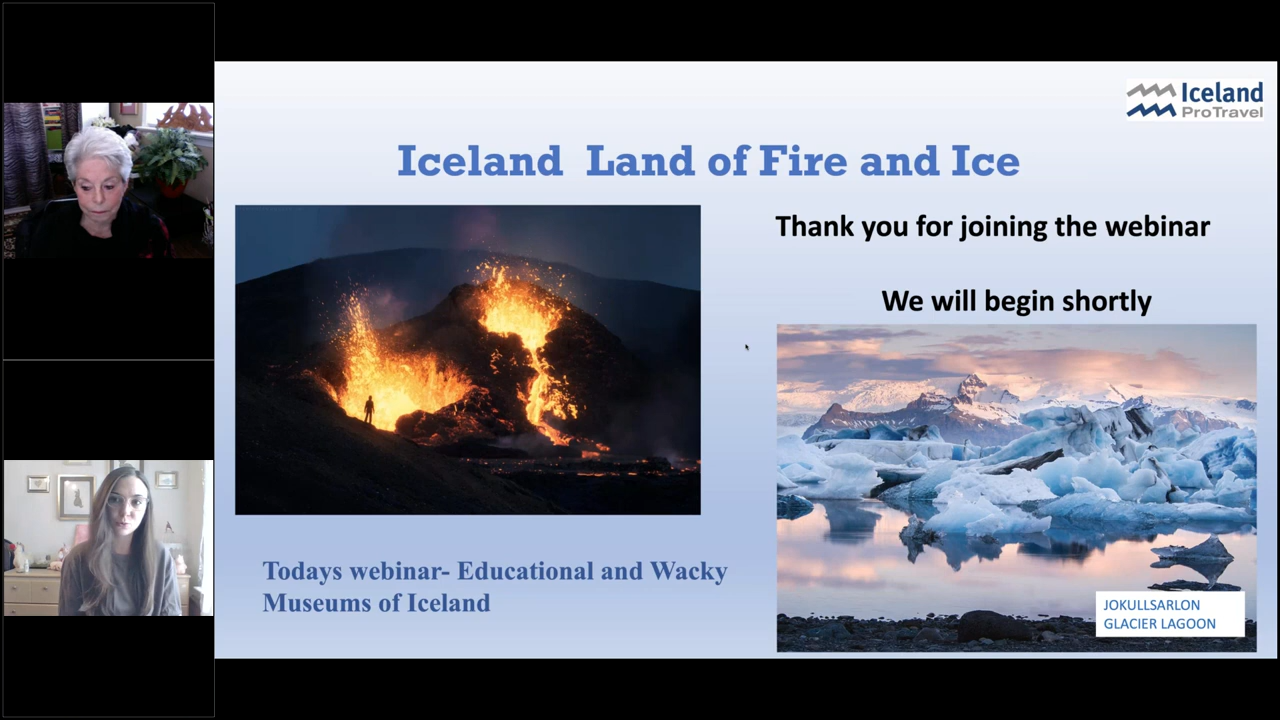 Iceland
ProTravel
Iceland  Land of Fire and Ice
Thank you for joining the webinar
We will begin shortly
Todays webinar- Educational and Wacky
Museums of Iceland
JOKULLSARLON
GLACIER LAGOON